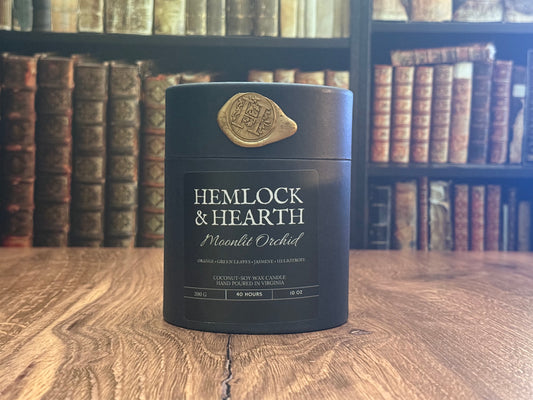 HEMLOCK
& HEARTH
Moonlit Orchid
ORANGE • GREEN LEAVES • JASMINE • HELIOTROPE
COCONUT-SOY WAX CANDLE
HAND POURED IN VIRGINIA
200 G 40 HOURS 10 OZ